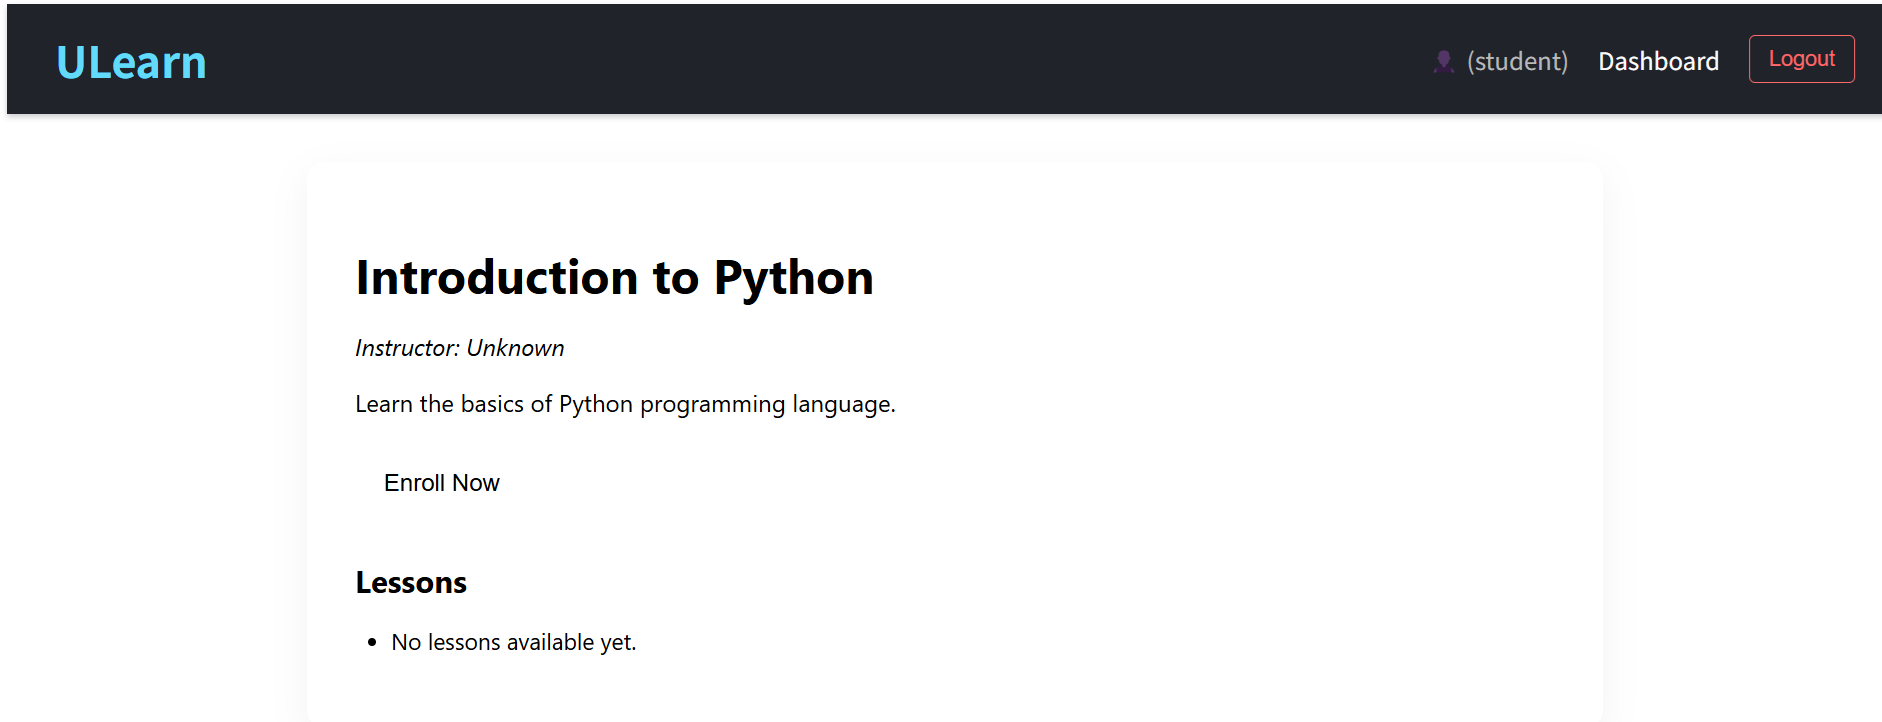 ULearn
(student) Dashboard Logout
Introduction to Python
Instructor: Unknown
Learn the basics of Python programming language.
Enroll Now
Lessons
• No lessons available yet.